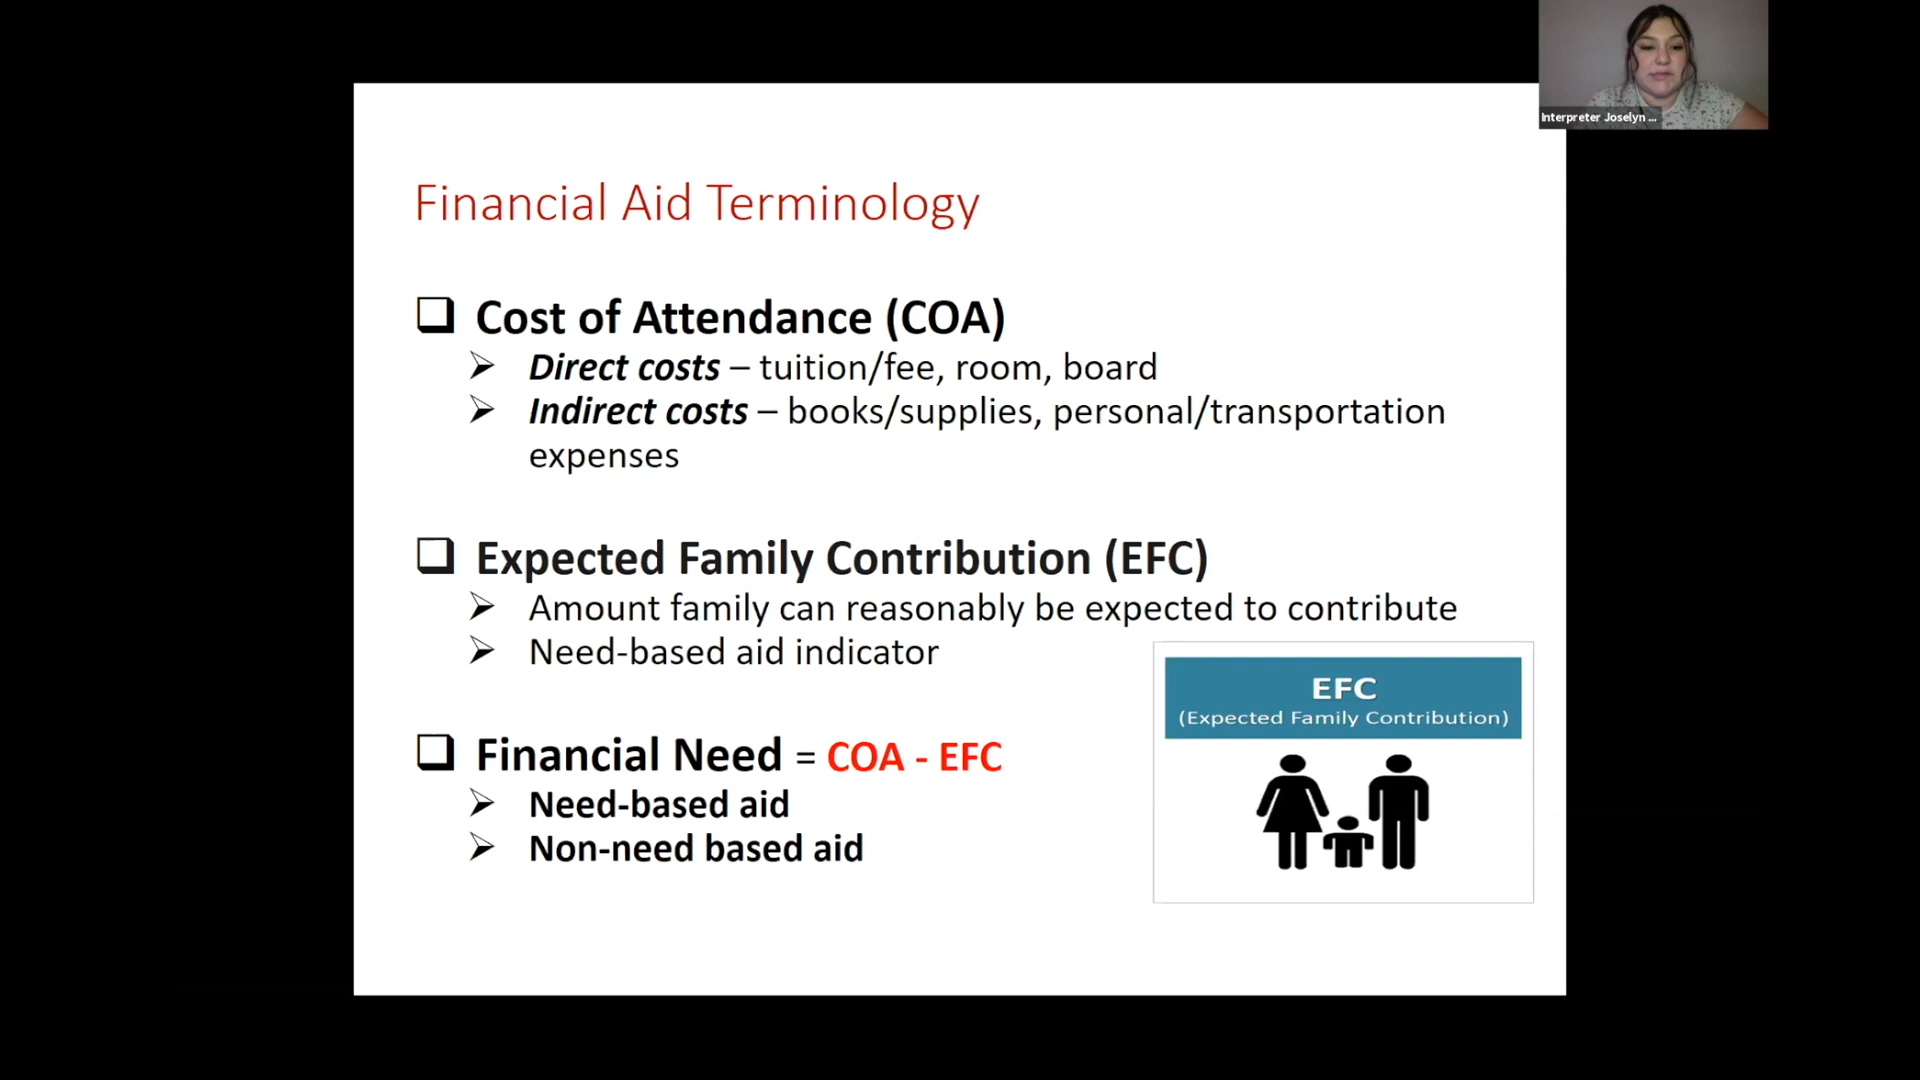 Interpreter Joselyn ...
Financial Aid Terminology
Cost of Attendance (COA)
Direct costs – tuition/fee, room, board
Indirect costs – books/supplies, personal/transportation
expenses
Expected Family Contribution (EFC)
Amount family can reasonably be expected to contribute
Need-based aid indicator
EFC
(Expected Family Contribution)
Financial Need = COA - EFC
Need-based aid
Non-need based aid